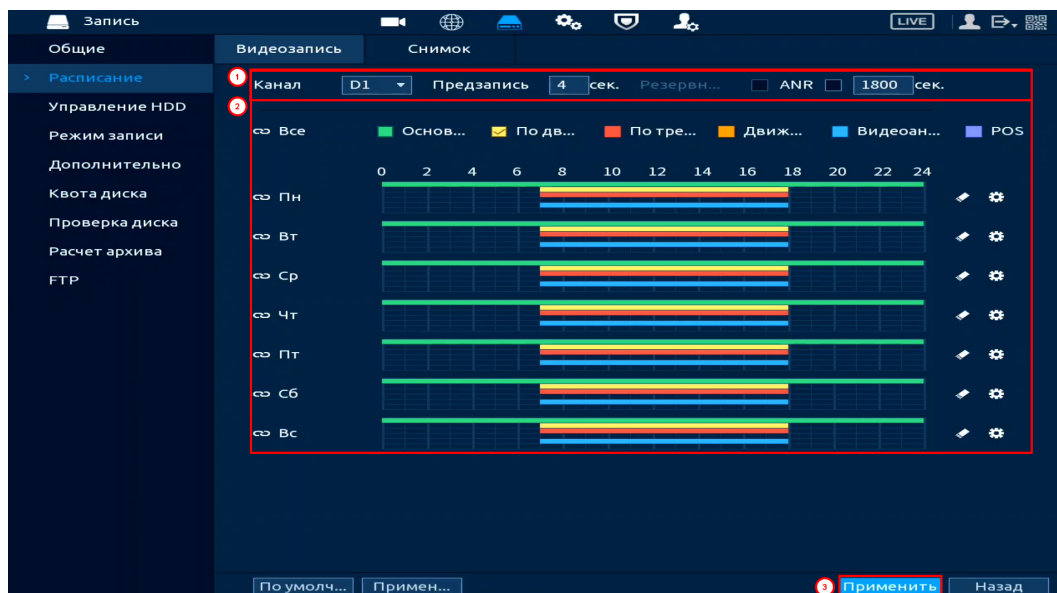 Запись LIVE
Общие
Расписание
Управление HDD
Режим записи
Дополнительно
Квота диска
Проверка диска
Расчет архива
FTP
Видеозапись Снимок
1
Канал D1 Предзапись 4 сек. Резервн... ANR 1800 сек.
2
Все Основ... По дв... По тре... Движ... Видеоан... POS
0 2 4 6 8 10 12 14 16 18 20 22 24
Пн
Вт
Ср
Чт
Пт
Сб
Вс
По умолч... Примен... 3 Применить Назад